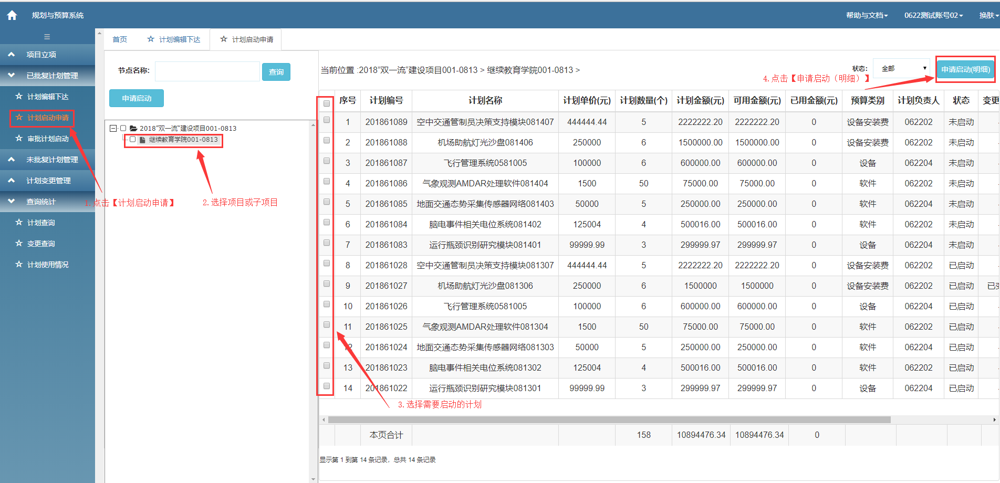 规划与预算系统
帮助与文档
0622测试账号02
换肤
项目立项
已批复计划管理
计划编辑下达
计划启动申请
审批计划启动
未批复计划管理
计划变更管理
查询统计
计划查询
变更查询
计划使用情况
首页
计划编辑下达
计划启动申请
节点名称:
查询
申请启动
2018”双一流“建设项目001-0813
继续教育学院001-0813
1.点击【计划启动申请】
2.选择项目或子项目
当前位置 :2018”双一流“建设项目001-0813 > 继续教育学院001-0813 >
状态: 全部
申请启动(明细)
4.点击【申请启动（明细）】
序号 计划编号 计划名称 计划单价(元) 计划数量(个) 计划金额(元) 可用金额(元) 已用金额(元) 预算类别 计划负责人 状态 变更
1 201861089 空中交通管制员决策支持模块081407 444444.44 5 2222222.20 2222222.20 0 设备安装费 062202 未启动
2 201861088 机场助航灯光沙盘081406 250000 6 1500000.00 1500000.00 0 设备安装费 062202 未启动
3 201861087 飞行管理系统0581005 100000 6 600000.00 600000.00 0 设备 062204 未启动
4 201861086 气象观测AMDAR处理软件081404 1500 50 75000.00 75000.00 0 软件 062202 未启动
5 201861085 地面交通态势采集传感器网络081403 50000 5 250000.00 250000.00 0 软件 062204 未启动
6 201861084 脑电事件相关电位系统081402 125004 4 500016.00 500016.00 0 软件 062202 未启动
7 201861083 运行瓶颈识别研究模块081401 99999.99 3 299999.97 299999.97 0 设备 062204 未启动
8 201861028 空中交通管制员决策支持模块081307 444444.44 5 2222222.20 2222222.20 0 设备安装费 062202 已启动
9 201861027 机场助航灯光沙盘081306 250000 6 1500000 1500000 0 设备安装费 062202 已启动 已变
10 201861026 飞行管理系统0581005 100000 6 600000.00 600000.00 0 设备 062204 已启动
11 201861025 气象观测AMDAR处理软件081304 1500 50 75000.00 75000.00 0 软件 062202 已启动
12 201861024 地面交通态势采集传感器网络081303 50000 5 250000.00 250000.00 0 软件 062204 已启动
13 201861023 脑电事件相关电位系统081302 125004 4 500016.00 500016.00 0 软件 062202 已启动
14 201861022 运行瓶颈识别研究模块081301 99999.99 3 299999.97 299999.97 0 设备 062204 已启动
3.选择需要启动的计划
本页合计 158 10894476.34 10894476.34 0
显示第 1 到第 14 条记录，总共 14 条记录